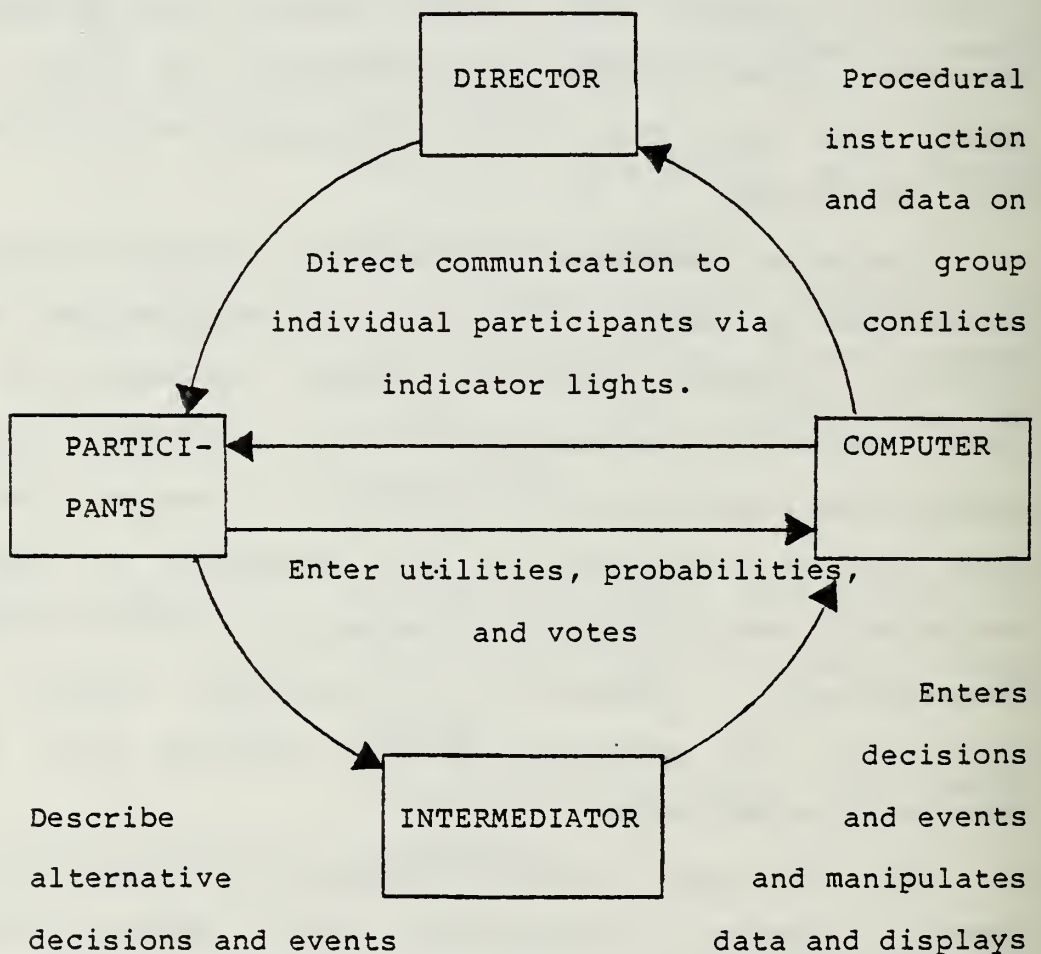 DIRECTOR
Procedural
instruction
and data on
group
conflicts
Direct communication to
individual participants via
indicator lights.
PARTICI-
PANTS
COMPUTER
Enter utilities, probabilities,
and votes
INTERMEDIATOR
Describe
alternative
decisions and events
Enters
decisions
and events
and manipulates
data and displays